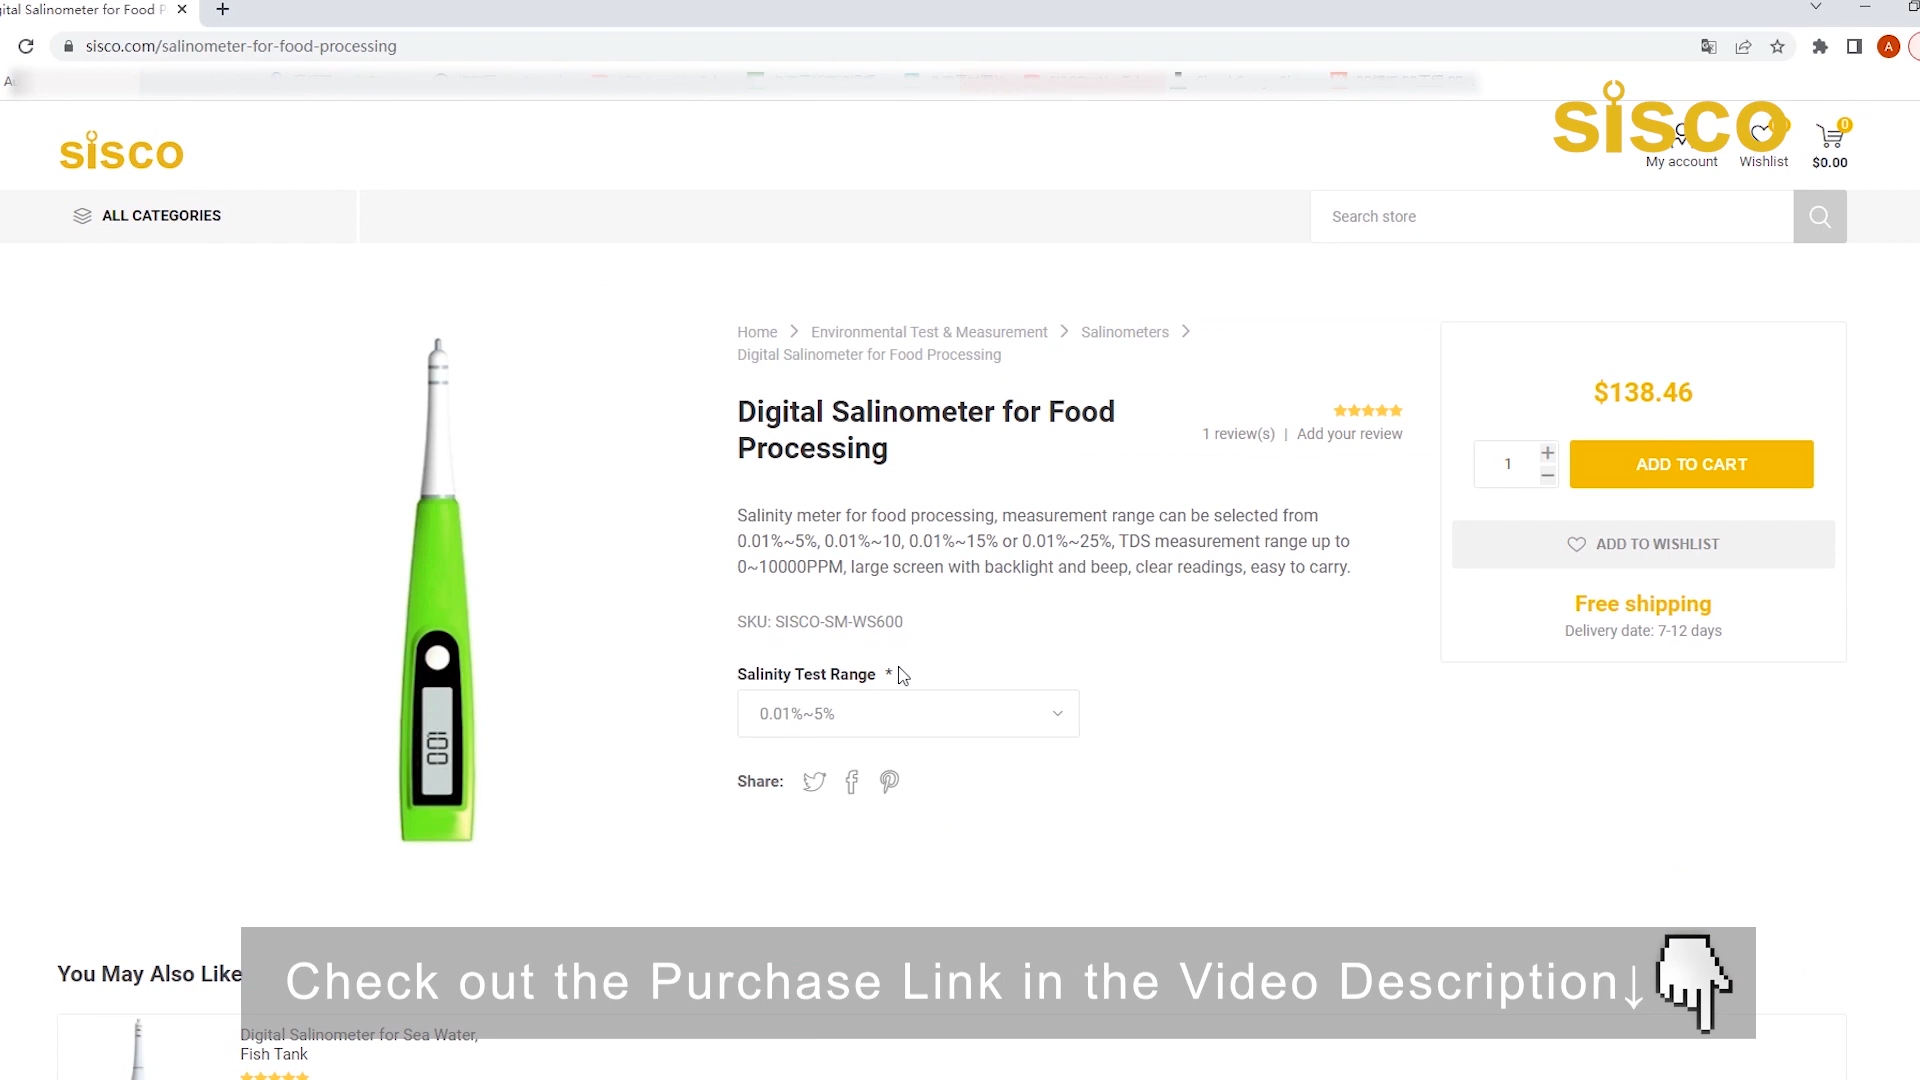 ital Salinometer for Food P
sisco.com/salinometer-for-food-processing
A
sisco
sisco
0
My account
Wishlist
$0.00
ALL CATEGORIES
Search store
Home > Environmental Test & Measurement > Salinometers >
Digital Salinometer for Food Processing
Digital Salinometer for Food
Processing
1 review(s) | Add your review
$138.46
1
ADD TO CART
Salinity meter for food processing, measurement range can be selected from
0.01%~5%, 0.01%~10, 0.01%~15% or 0.01%~25%, TDS measurement range up to
0~10000PPM, large screen with backlight and beep, clear readings, easy to carry.
ADD TO WISHLIST
Free shipping
Delivery date: 7-12 days
SKU: SISCO-SM-WS600
Salinity Test Range *
0.01%~5%
Share:
You May Also Like
Check out the Purchase Link in the Video Description↓
Digital Salinometer for Sea Water,
Fish Tank